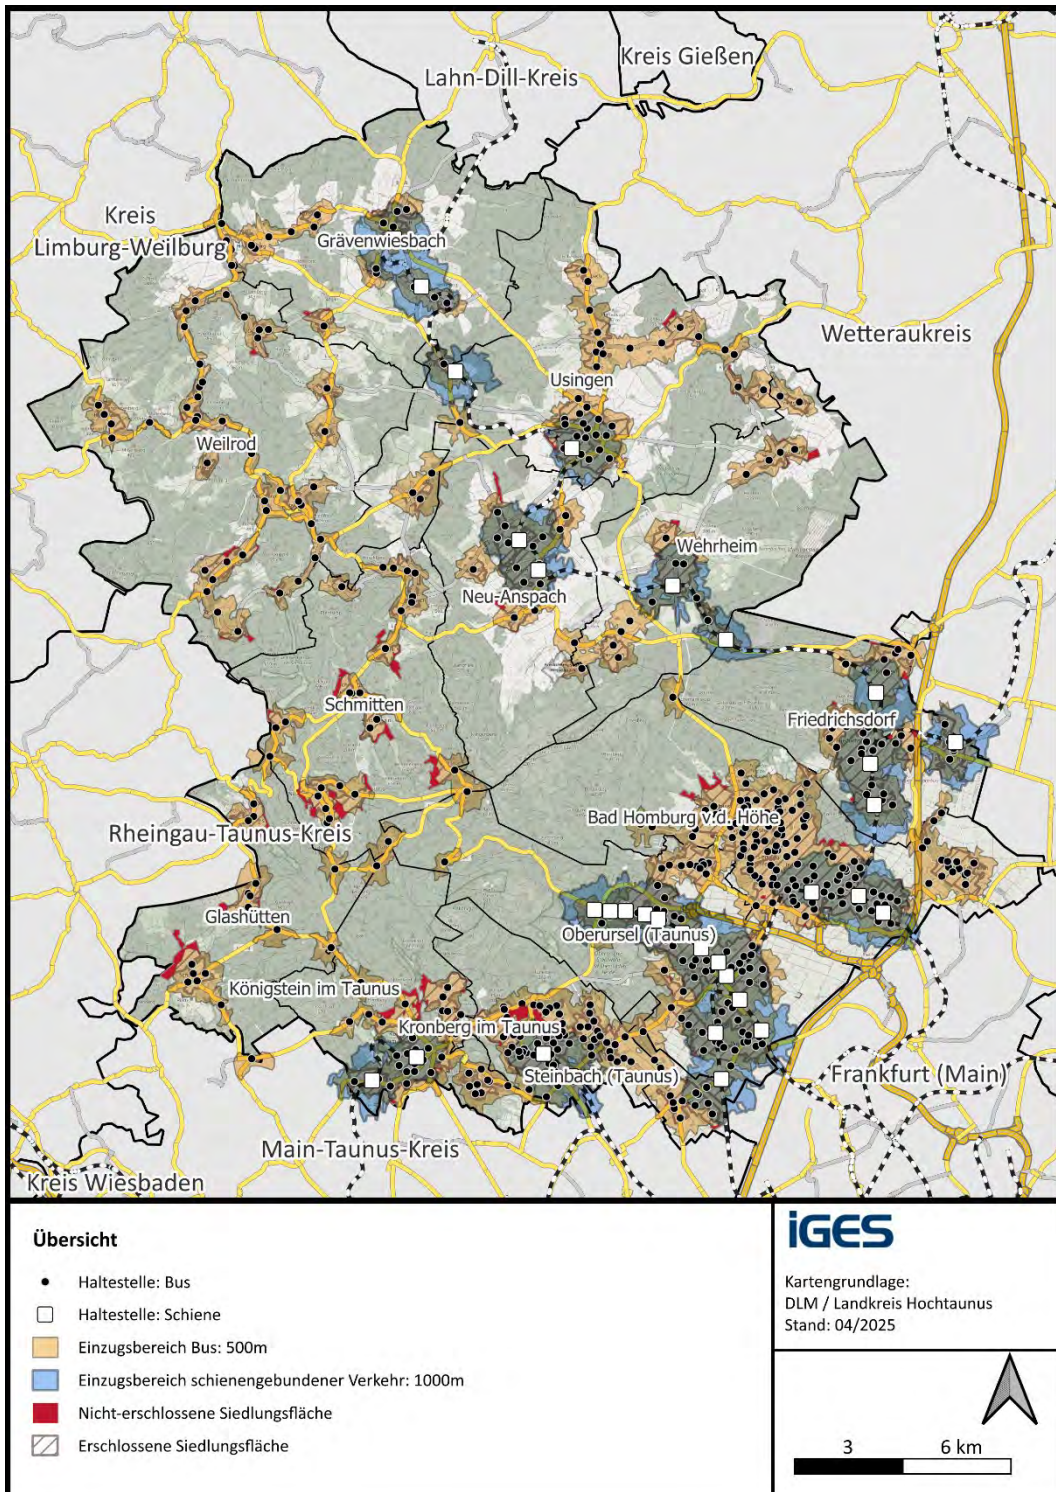 Kreis Gießen
Lahn-Dill-Kreis
Kreis
Limburg-Weilburg
Grävenwiesbach
Wetteraukreis
Usingen
Weilrod
Wehrheim
Neu-Anspach
Schmitten
Friedrichsdorf
Bad Homburg v.d. Höhe
Rheingau-Taunus-Kreis
Glashütten
Oberursel (Taunus)
Königstein im Taunus
Kronberg im Taunus
Steinbach (Taunus)
Frankfurt (Main)
Main-Taunus-Kreis
Kreis Wiesbaden
Übersicht
Haltestelle: Bus
Haltestelle: Schiene
Einzugsbereich Bus: 500m
Einzugsbereich schienengebundener Verkehr: 1000m
Nicht-erschlossene Siedlungsfläche
Erschlossene Siedlungsfläche
iGES
Kartengrundlage:
DLM / Landkreis Hochtaunus
Stand: 04/2025
3 6 km